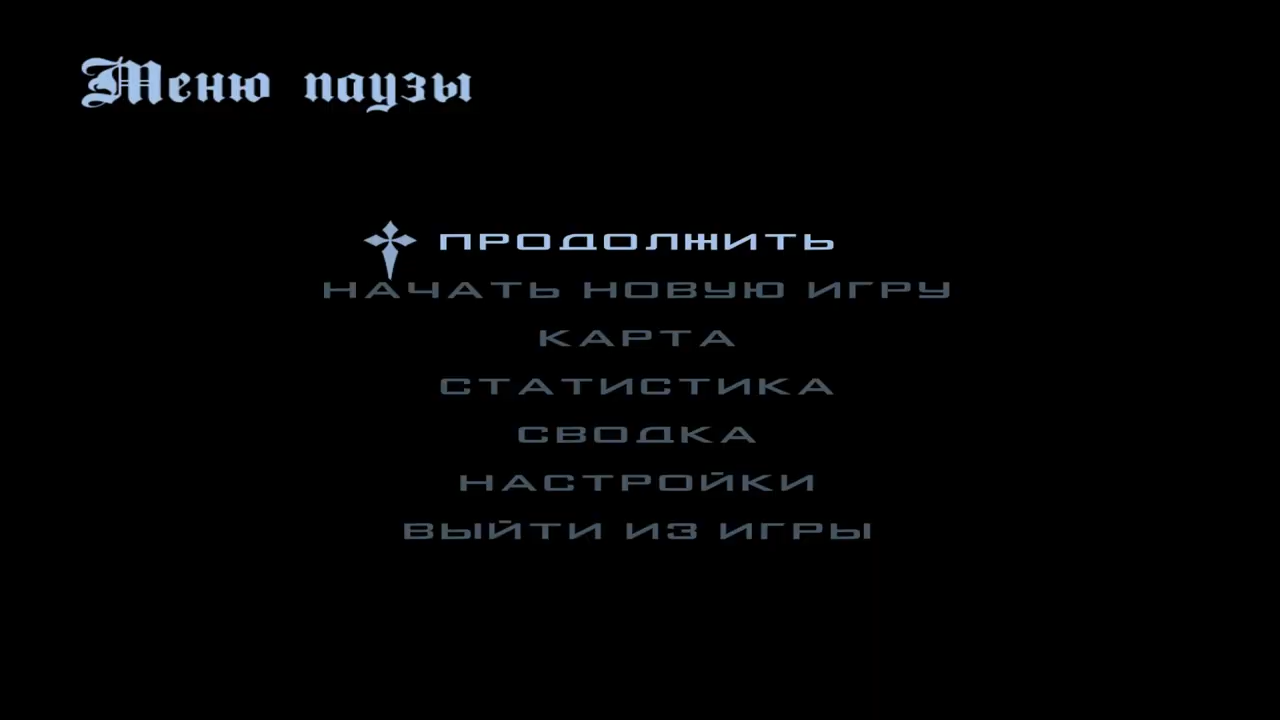 Меню паузы
ПРОДОЛЖИТЬ
НАЧАТЬ НОВУЮ ИГРУ
КАРТА
СТАТИСТИКА
СВОДКА
НАСТРОЙКИ
ВЫЙТИ ИЗ ИГРЫ